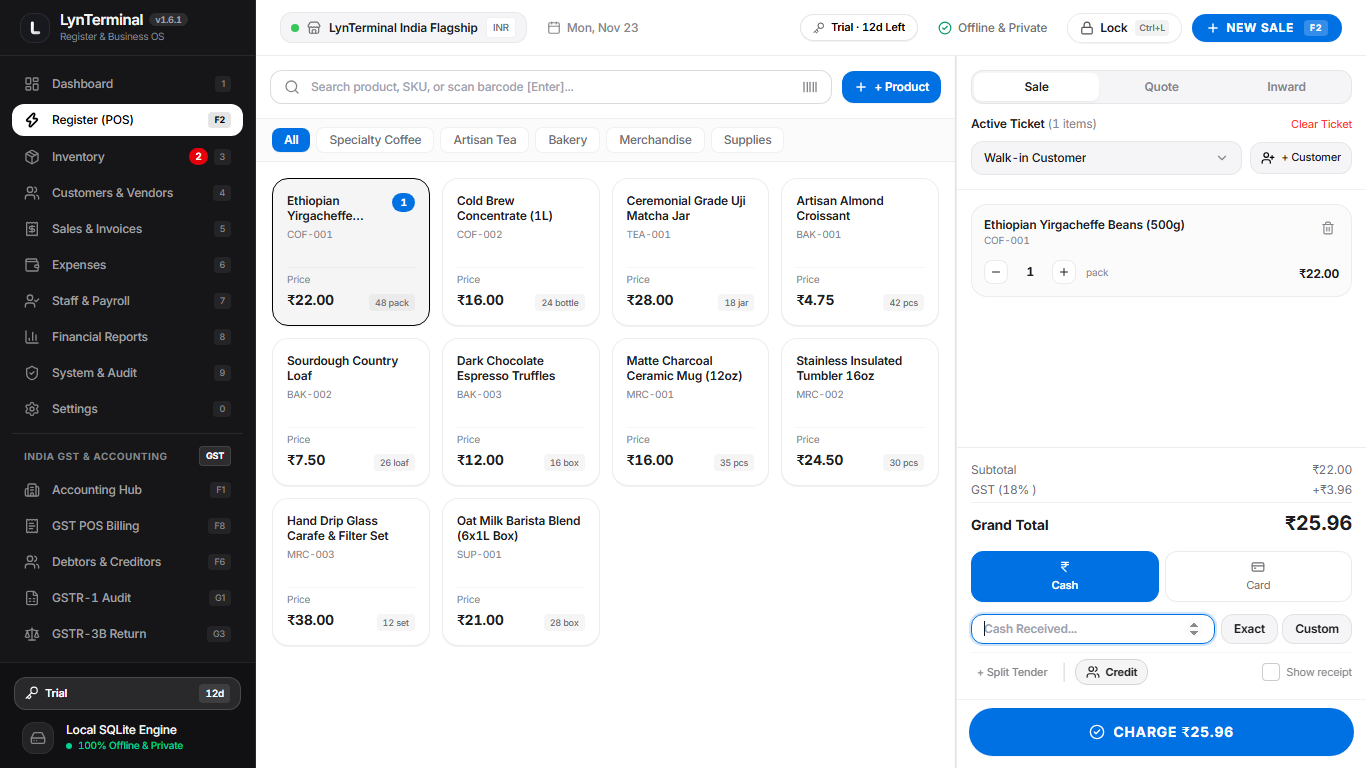 L
LynTerminal v1.6.1
Register & Business OS
Dashboard 1
Register (POS) F2
Inventory 2 3
Customers & Vendors 4
Sales & Invoices 5
Expenses 6
Staff & Payroll 7
Financial Reports 8
System & Audit 9
Settings 0
INDIA GST & ACCOUNTING GST
Accounting Hub F1
GST POS Billing F8
Debtors & Creditors F6
GSTR-1 Audit G1
GSTR-3B Return G3
Trial 12d
Local SQLite Engine
100% Offline & Private
LynTerminal India Flagship INR
Mon, Nov 23
Trial · 12d Left
Offline & Private
Lock Ctrl+L
+ NEW SALE F2
Search product, SKU, or scan barcode [Enter]...
+ + Product
All
Specialty Coffee
Artisan Tea
Bakery
Merchandise
Supplies
Ethiopian
Yirgacheffe... 1
COF-001
Price
₹22.00 48 pack
Cold Brew
Concentrate (1L)
COF-002
Price
₹16.00 24 bottle
Ceremonial Grade Uji
Matcha Jar
TEA-001
Price
₹28.00 18 jar
Artisan Almond
Croissant
BAK-001
Price
₹4.75 42 pcs
Sourdough Country
Loaf
BAK-002
Price
₹7.50 26 loaf
Dark Chocolate
Espresso Truffles
BAK-003
Price
₹12.00 16 box
Matte Charcoal
Ceramic Mug (12oz)
MRC-001
Price
₹16.00 35 pcs
Stainless Insulated
Tumbler 16oz
MRC-002
Price
₹24.50 30 pcs
Hand Drip Glass
Carafe & Filter Set
MRC-003
Price
₹38.00 12 set
Oat Milk Barista Blend
(6x1L Box)
SUP-001
Price
₹21.00 28 box
Sale
Quote
Inward
Active Ticket (1 items) Clear Ticket
Walk-in Customer
+ Customer
Ethiopian Yirgacheffe Beans (500g)
COF-001
− 1 + pack ₹22.00
Subtotal ₹22.00
GST (18% ) +₹3.96
Grand Total ₹25.96
₹
Cash
Card
Cash Received...
Exact
Custom
+ Split Tender
Credit
Show receipt
CHARGE ₹25.96